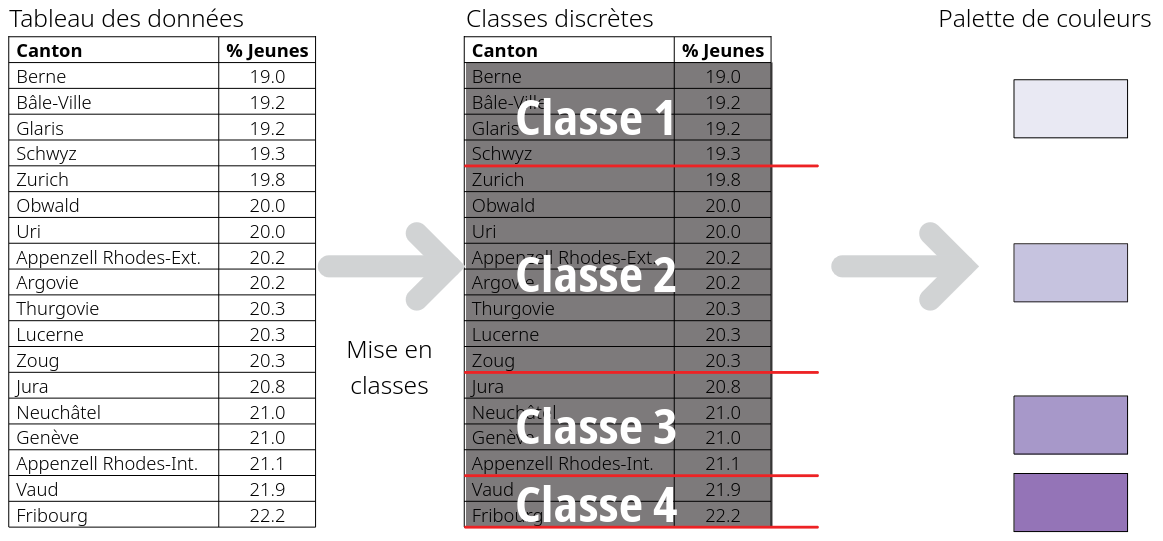 Tableau des données
Canton % Jeunes
Berne 19.0
Bâle-Ville 19.2
Glaris 19.2
Schwyz 19.3
Zurich 19.8
Obwald 20.0
Uri 20.0
Appenzell Rhodes-Ext. 20.2
Argovie 20.2
Thurgovie 20.3
Lucerne 20.3
Zoug 20.3
Jura 20.8
Neuchâtel 21.0
Genève 21.0
Appenzell Rhodes-Int. 21.1
Vaud 21.9
Fribourg 22.2
Mise en
classes
Classes discrètes
Canton % Jeunes
Berne 19.0
Bâle-Ville 19.2
Classe 1
Glaris 19.2
Schwyz 19.3
Zurich 19.8
Obwald 20.0
Uri 20.0
Appenzell Rhodes-Ext. 20.2
Classe 2
Argovie 20.2
Thurgovie 20.3
Lucerne 20.3
Zoug 20.3
Jura 20.8
Neuchâtel 21.0
Classe 3
Genève 21.0
Appenzell Rhodes-Int. 21.1
Vaud 21.9
Classe 4
Fribourg 22.2
Palette de couleurs